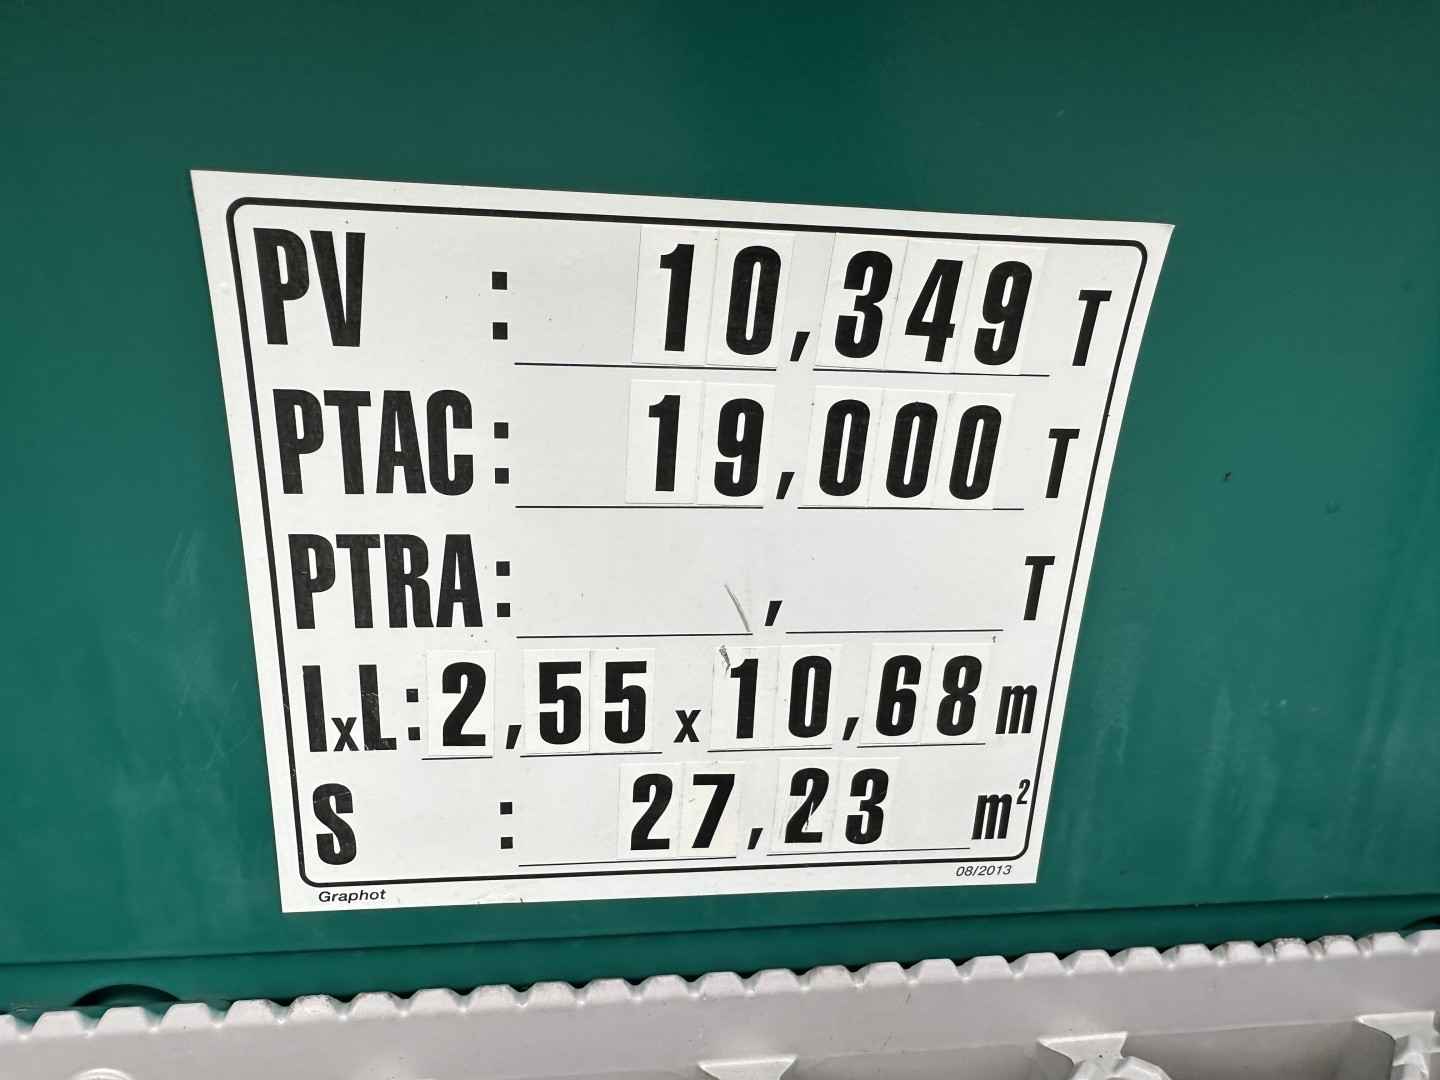 PV : 10,349 T
PTAC : 19,000 T
PTRA : , T
lxL : 2,55 x 10,68 m
S : 27,23 m²
Graphot 08/2013